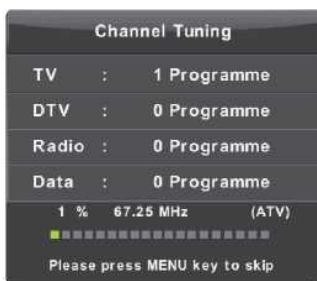 Channel Tuning
TV : 1 Programme
DTV : 0 Programme
Radio : 0 Programme
Data : 0 Programme
1 % 67.25 MHz (ATV)
Please press MENU key to skip